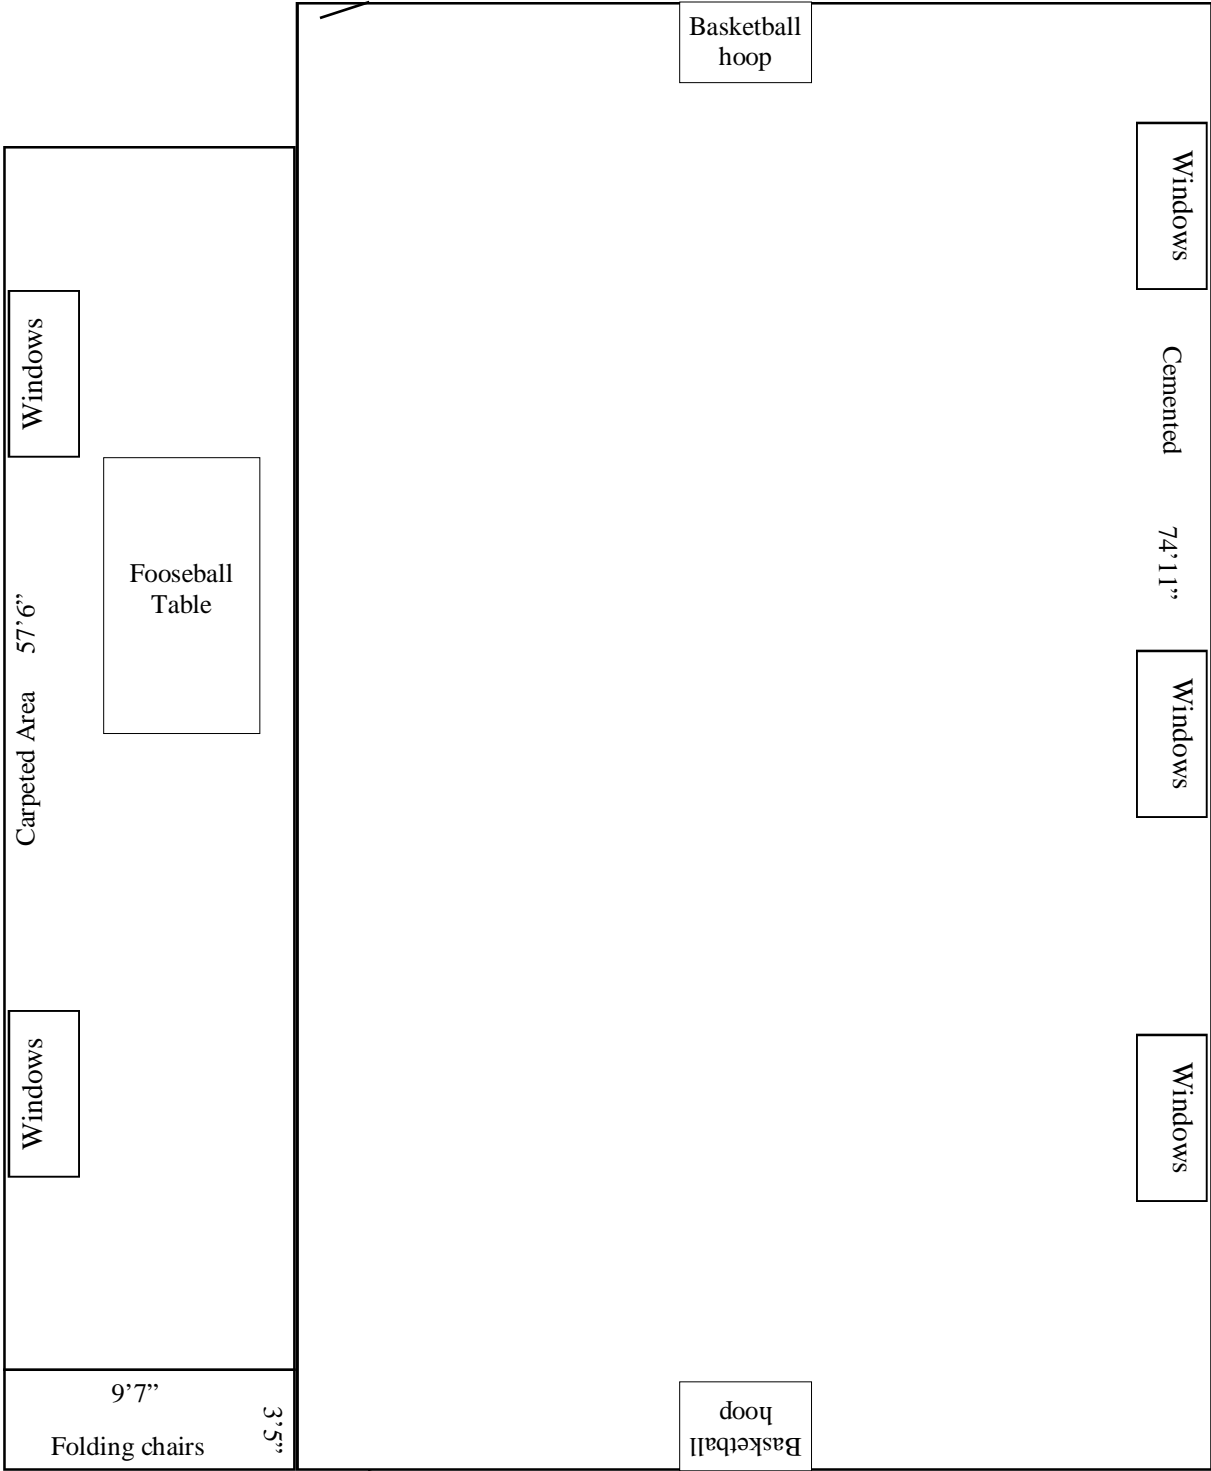 Basketball
hoop
Windows
Windows
Cemented
74’11”
Fooseball
Table
57’6”
Carpeted Area
Windows
Windows
Windows
9’7”
3’5”
Folding chairs
Basketball
hoop